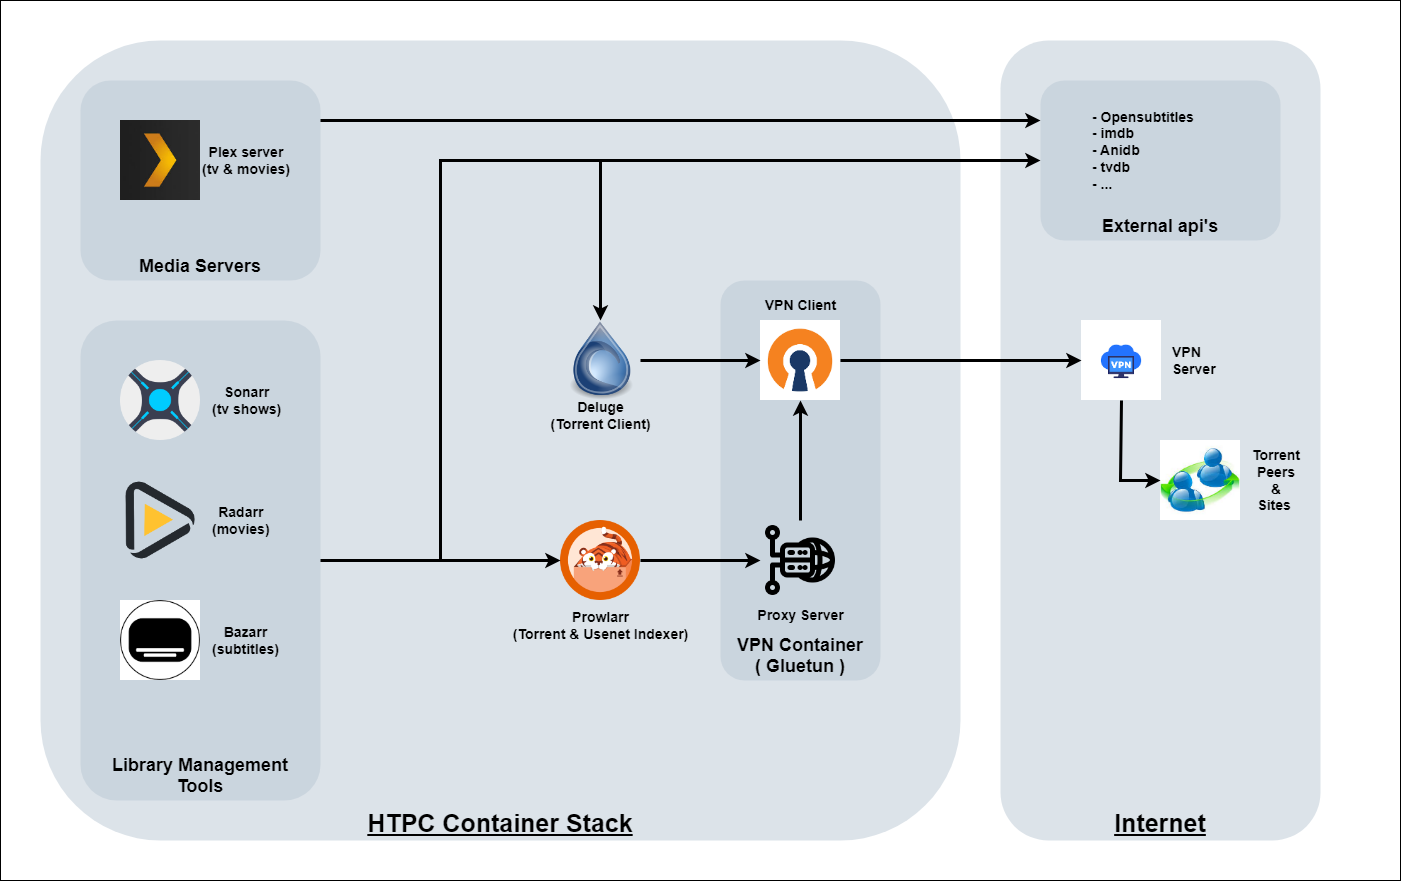 Plex server
(tv & movies)
Media Servers
- Opensubtitles
- imdb
- Anidb
- tvdb
- ...
External api's
Sonarr
(tv shows)
Radarr
(movies)
Bazarr
(subtitles)
Library Management
Tools
Deluge
(Torrent Client)
Prowlarr
(Torrent & Usenet Indexer)
VPN Client
Proxy Server
VPN Container
( Gluetun )
VPN
VPN
Server
Torrent
Peers
&
Sites
HTPC Container Stack
Internet